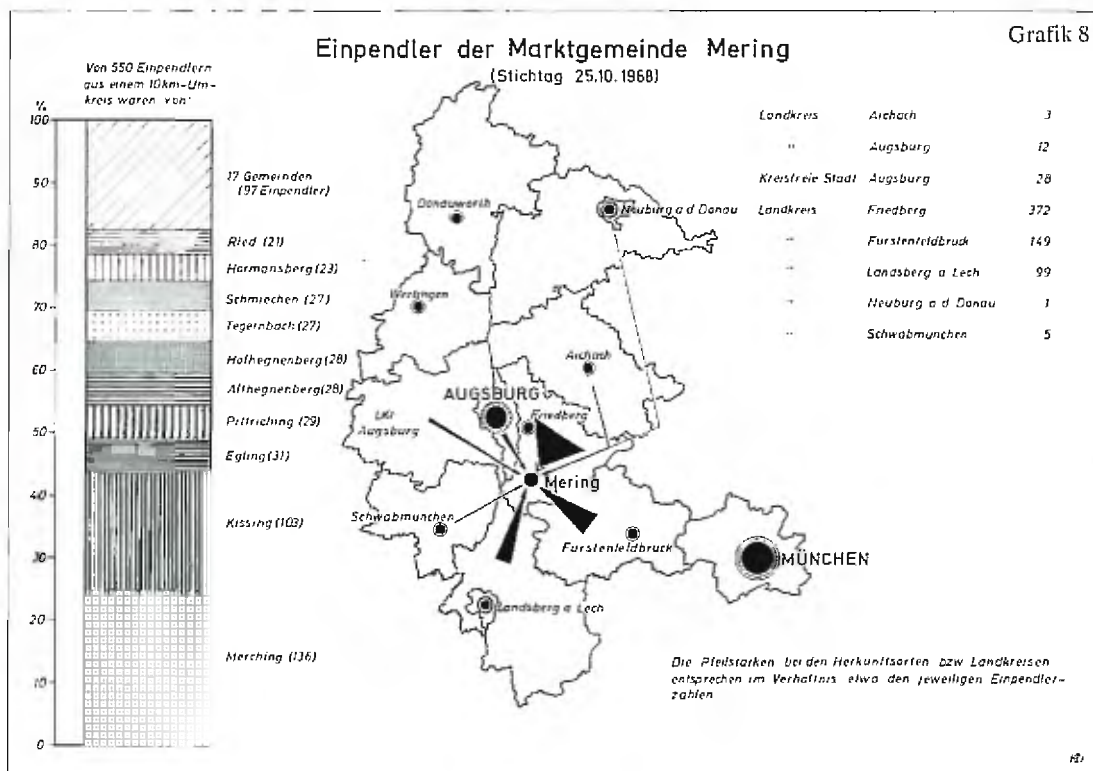 Grafik 8
Einpendler der Marktgemeinde Mering
(Stichtag 25.10.1968)
Von 550 Einpendlern
aus einem 10km-Um-
kreis waren von:
%
100
90
80
70
60
50
40
30
20
10
0
17 Gemeinden
(97 Einpendler)
Ried (21)
Hörmansberg (23)
Schmiechen (27)
Tegernbach (27)
Hofhegnenberg (28)
Althegnenberg (28)
Prittriching (29)
Egling (31)
Kissing (103)
Merching (136)
Donauwörth
Neuburg a d Donau
Wertingen
Aichach
AUGSBURG
Friedberg
LKr
Augsburg
Mering
Schwabmünchen
Fürstenfeldbruck
MÜNCHEN
Landsberg a Lech
Landkreis Aichach 3
" Augsburg 12
Kreisfreie Stadt Augsburg 28
Landkreis Friedberg 372
" Fürstenfeldbruck 149
" Landsberg a Lech 99
" Neuburg a d Donau 1
" Schwabmünchen 5
Die Pfeilstärken bei den Herkunftsorten bzw Landkreisen
entsprechen im Verhältnis etwa den jeweiligen Einpendler-
zahlen